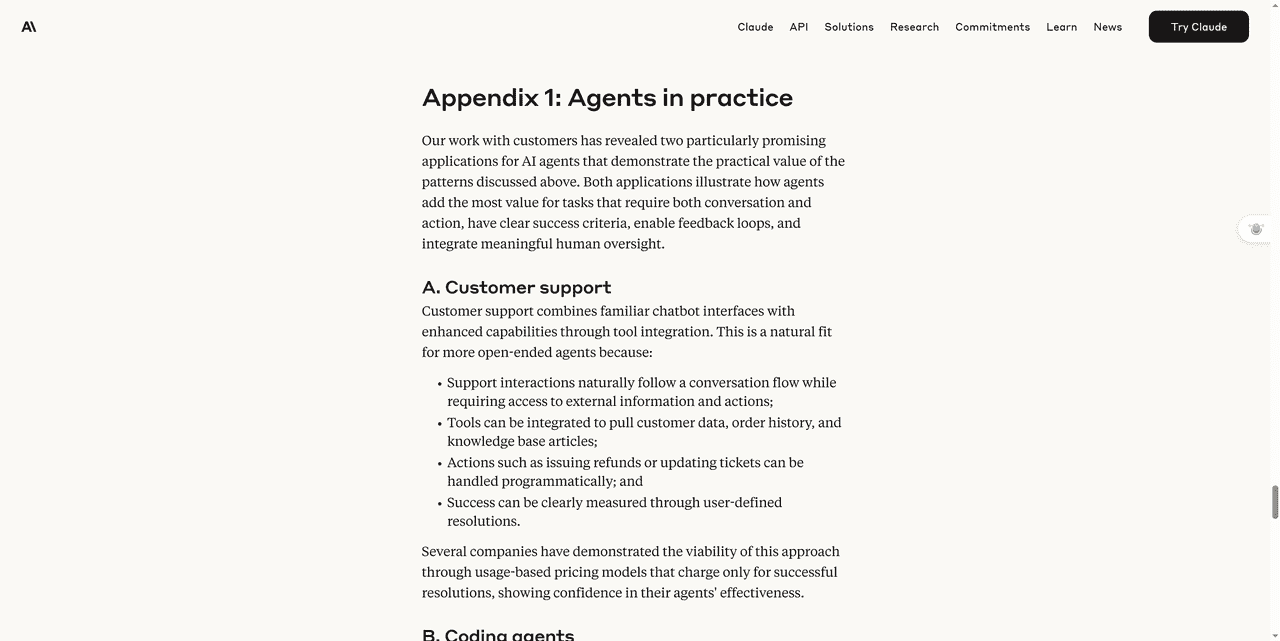 Claude API Solutions Research Commitments Learn News Try Claude
Appendix 1: Agents in practice
Our work with customers has revealed two particularly promising
applications for AI agents that demonstrate the practical value of the
patterns discussed above. Both applications illustrate how agents
add the most value for tasks that require both conversation and
action, have clear success criteria, enable feedback loops, and
integrate meaningful human oversight.
A. Customer support
Customer support combines familiar chatbot interfaces with
enhanced capabilities through tool integration. This is a natural fit
for more open-ended agents because:
• Support interactions naturally follow a conversation flow while
requiring access to external information and actions;
• Tools can be integrated to pull customer data, order history, and
knowledge base articles;
• Actions such as issuing refunds or updating tickets can be
handled programmatically; and
• Success can be clearly measured through user-defined
resolutions.
Several companies have demonstrated the viability of this approach
through usage-based pricing models that charge only for successful
resolutions, showing confidence in their agents' effectiveness.
B. Coding agents